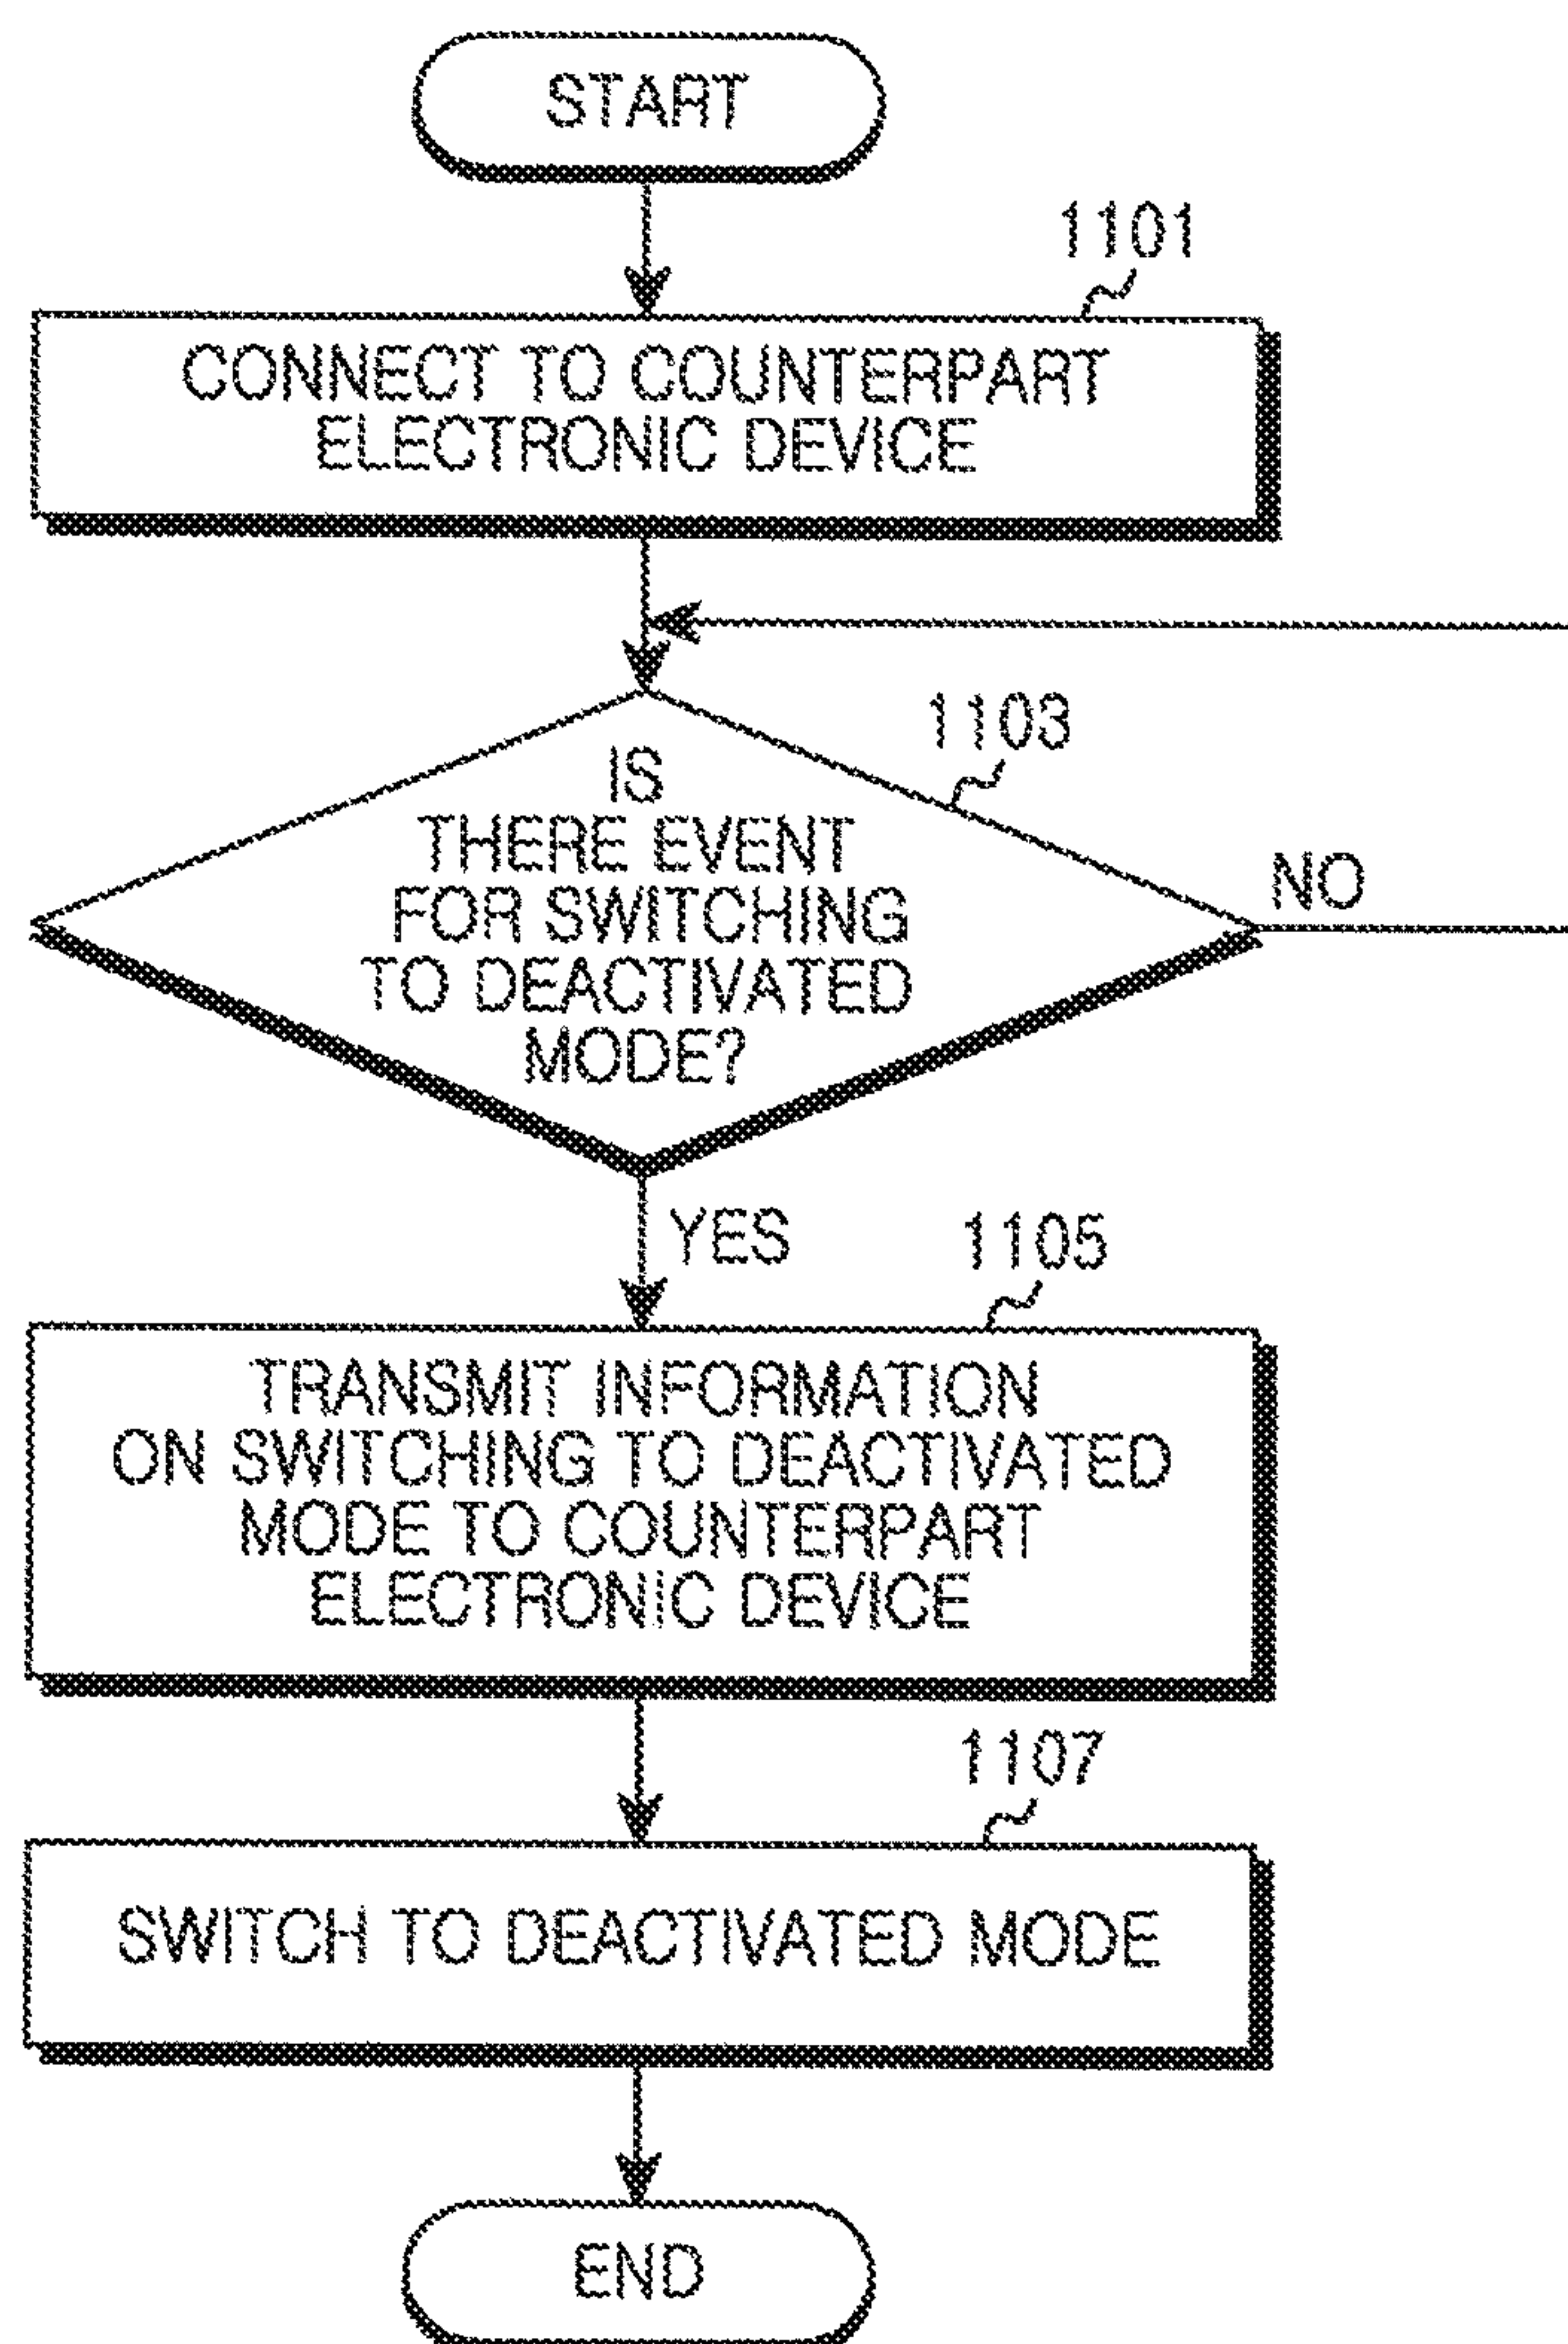 START
1101
CONNECT TO COUNTERPART
ELECTRONIC DEVICE
1103
IS
THERE EVENT
FOR SWITCHING
TO DEACTIVATED
MODE?
NO
YES
1105
TRANSMIT INFORMATION
ON SWITCHING TO DEACTIVATED
MODE TO COUNTERPART
ELECTRONIC DEVICE
1107
SWITCH TO DEACTIVATED MODE
END